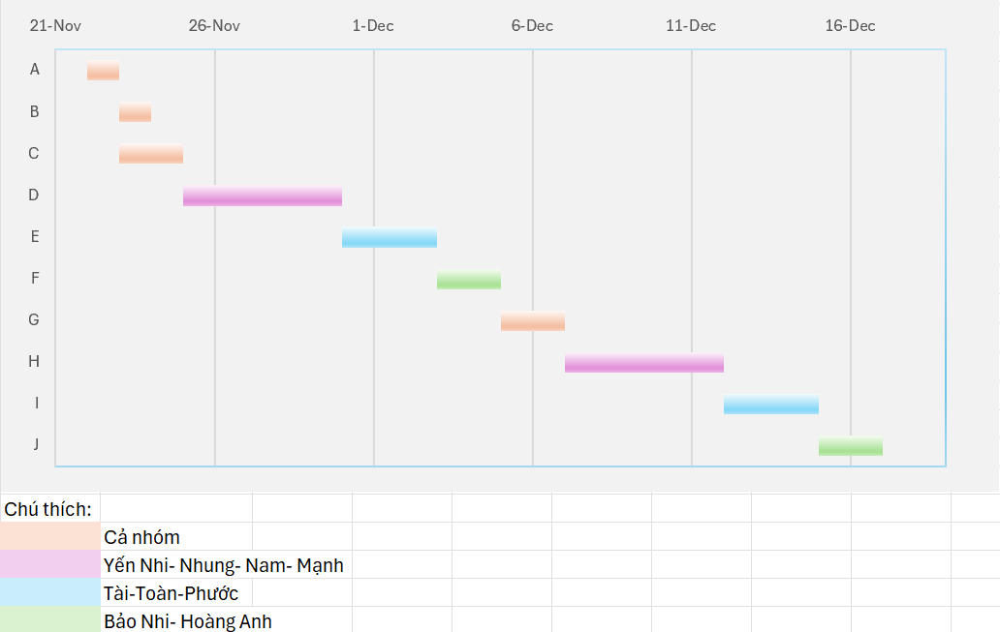 21-Nov 26-Nov 1-Dec 6-Dec 11-Dec 16-Dec
A
B
C
D
E
F
G
H
I
J
Chú thích:
Cả nhóm
Yến Nhi- Nhung- Nam- Mạnh
Tài-Toàn-Phước
Bảo Nhi- Hoàng Anh